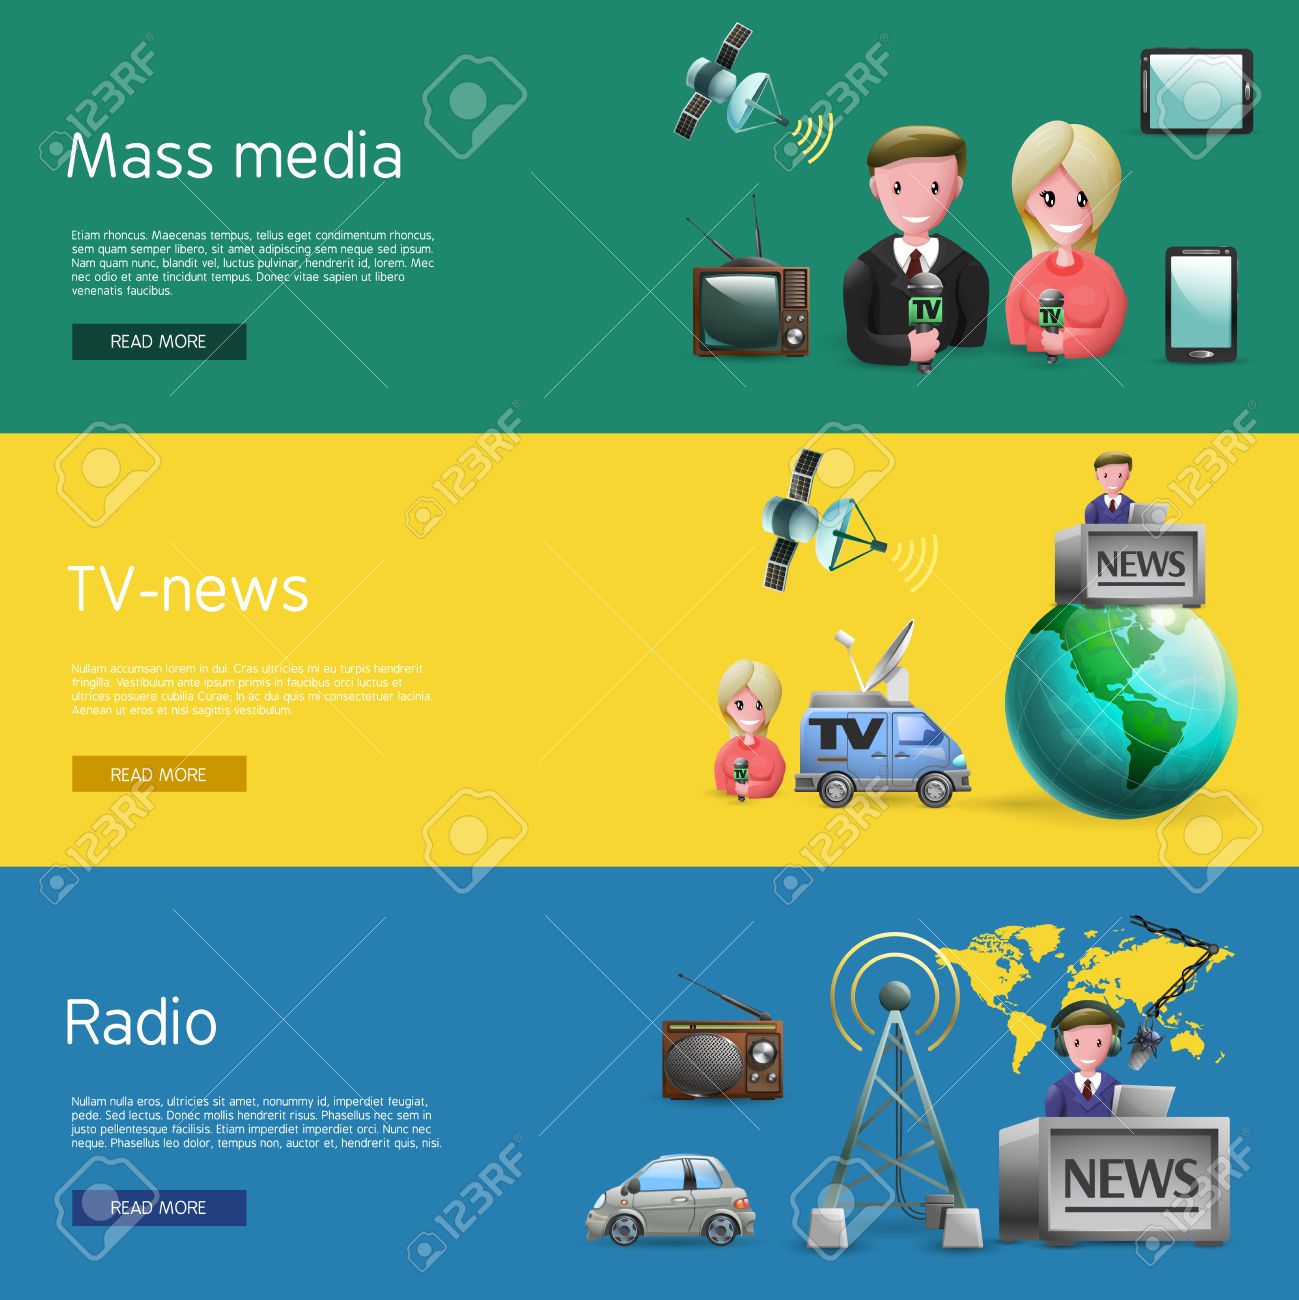 Mass media
Etiam rhoncus. Maecenas tempus, tellus eget condimentum rhoncus,
sem quam semper libero, sit amet adipiscing sem neque sed ipsum.
Nam quam nunc, blandit vel, luctus pulvinar, hendrerit id, lorem. Mec
nec odio et ante tincidunt tempus. Donec vitae sapien ut libero
venenatis faucibus.
READ MORE
TV
TV
TV-news
Nullam accumsan lorem in dui. Cras ultricies mi eu turpis hendrerit
fringilla. Vestibulum ante ipsum primis in faucibus orci luctus et
ultrices posuere cubilia Curae; In ac dui quis mi consectetuer lacinia.
Aenean ut eros et nisl sagittis vestibulum.
READ MORE
TV
TV
NEWS
Radio
Nullam nulla eros, ultricies sit amet, nonummy id, imperdiet feugiat,
pede. Sed lectus. Donec mollis hendrerit risus. Phasellus nec sem in
justo pellentesque facilisis. Etiam imperdiet imperdiet orci. Nunc nec
neque. Phasellus leo dolor, tempus non, auctor et, hendrerit quis, nisi.
READ MORE
NEWS
123RF
123RF
123RF
123RF
123RF
123RF
123RF
123RF
123RF
123RF
123RF
123RF